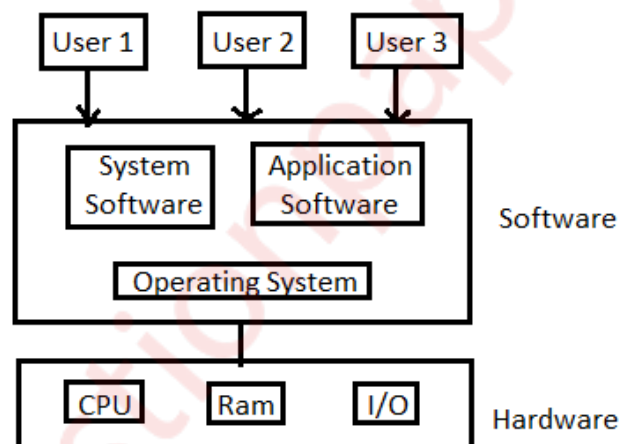 User 1
User 2
User 3
System
Software
Application
Software
Software
Operating System
CPU
Ram
I/O
Hardware